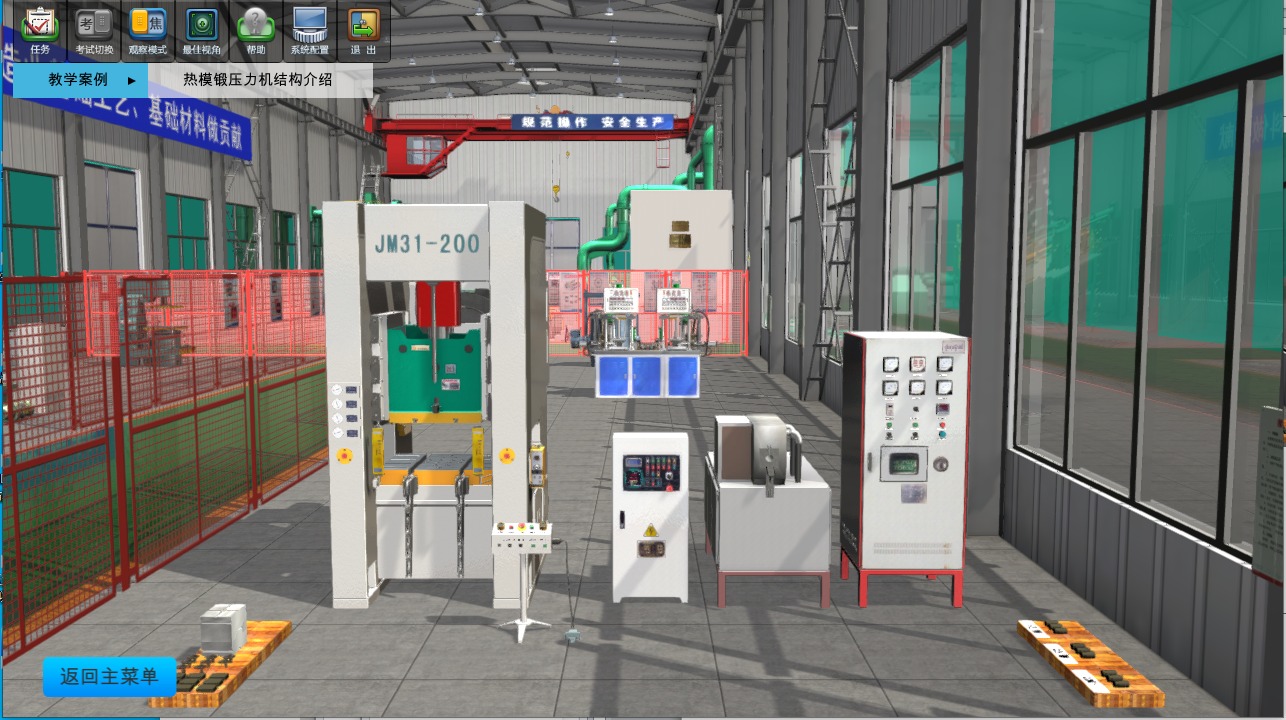 任务
考试切换
观察模式
最佳视角
帮助
系统配置
退 出
考
焦
教学案例
热模锻压力机结构介绍
工艺、基础材料做贡献
规范操作 安全生产
JM31-200
返回主菜单